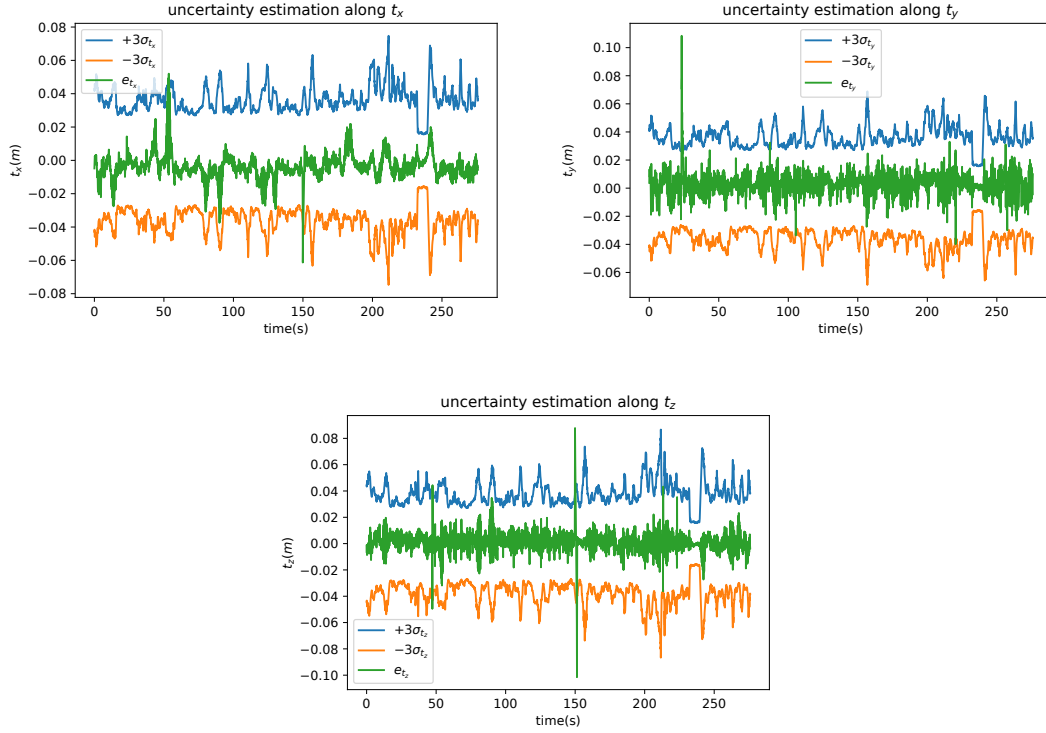 uncertainty estimation along t_x
0.08
0.06
0.04
0.02
0.00
−0.02
−0.04
−0.06
−0.08
t_x(m)
+3σ_{t_x}
−3σ_{t_x}
e_{t_x}
0 50 100 150 200 250
time(s)
uncertainty estimation along t_y
0.10
0.08
0.06
0.04
0.02
0.00
−0.02
−0.04
−0.06
t_y(m)
+3σ_{t_y}
−3σ_{t_y}
e_{t_y}
0 50 100 150 200 250
time(s)
uncertainty estimation along t_z
0.08
0.06
0.04
0.02
0.00
−0.02
−0.04
−0.06
−0.08
−0.10
t_z(m)
+3σ_{t_z}
−3σ_{t_z}
e_{t_z}
0 50 100 150 200 250
time(s)